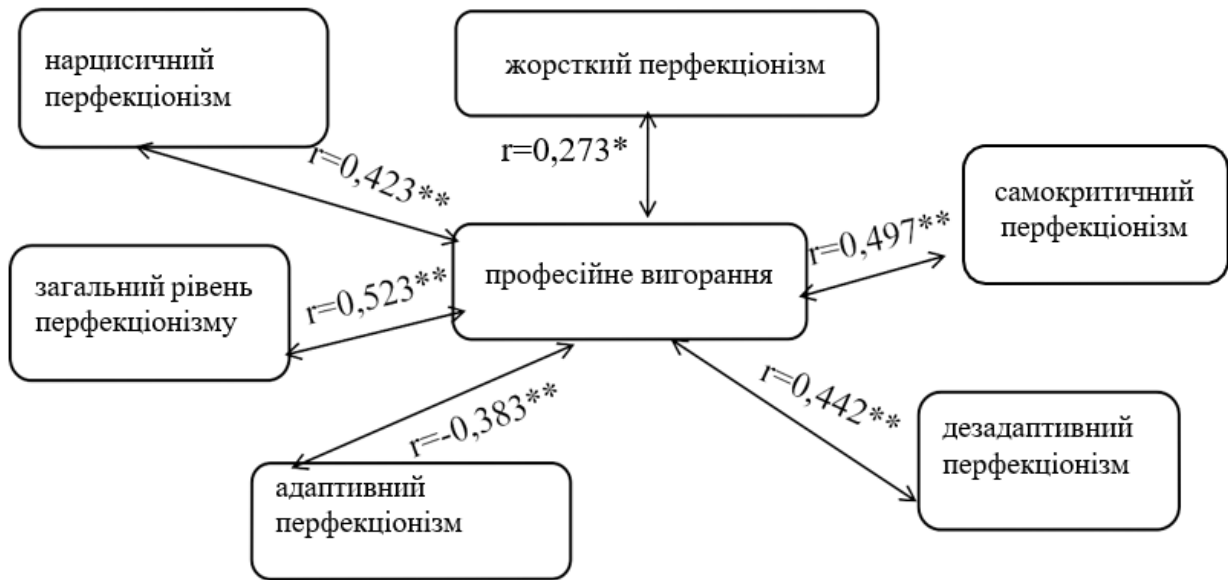 нарцисичний
перфекціонізм
жорсткий перфекціонізм
r=0,423**
r=0,273*
самокритичний
перфекціонізм
r=0,497**
загальний рівень
перфекціонізму
r=0,523**
професійне вигорання
r=-0,383**
r=0,442**
дезадаптивний
перфекціонізм
адаптивний
перфекціонізм